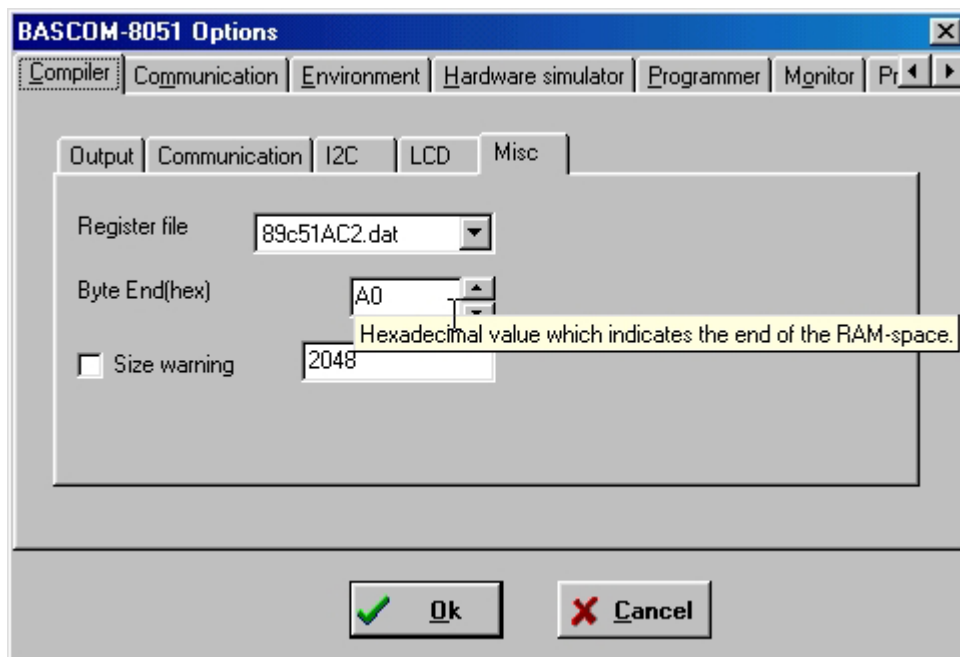 BASCOM-8051 Options
Compiler Communication Environment Hardware simulator Programmer Monitor Pr
Output Communication I2C LCD Misc
Register file 89c51AC2.dat
Byte End(hex) A0
Hexadecimal value which indicates the end of the RAM-space.
Size warning 2048
Ok Cancel